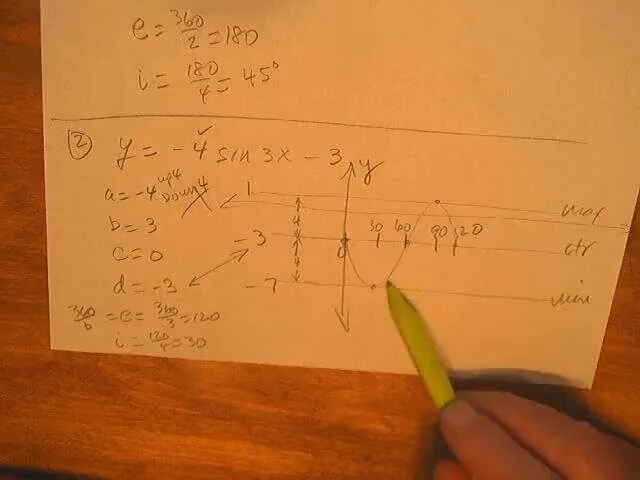 e = 360/2 = 180
i = 180/4 = 45°
② y = -4 sin 3x - 3
y
a = -4 up 4 down 4
1
max
b = 3
4
30 60 90 120
-3
0
ctr
c = 0
4
d = -3
-7
min
360/b = e = 360/3 = 120
i = 120/4 = 30